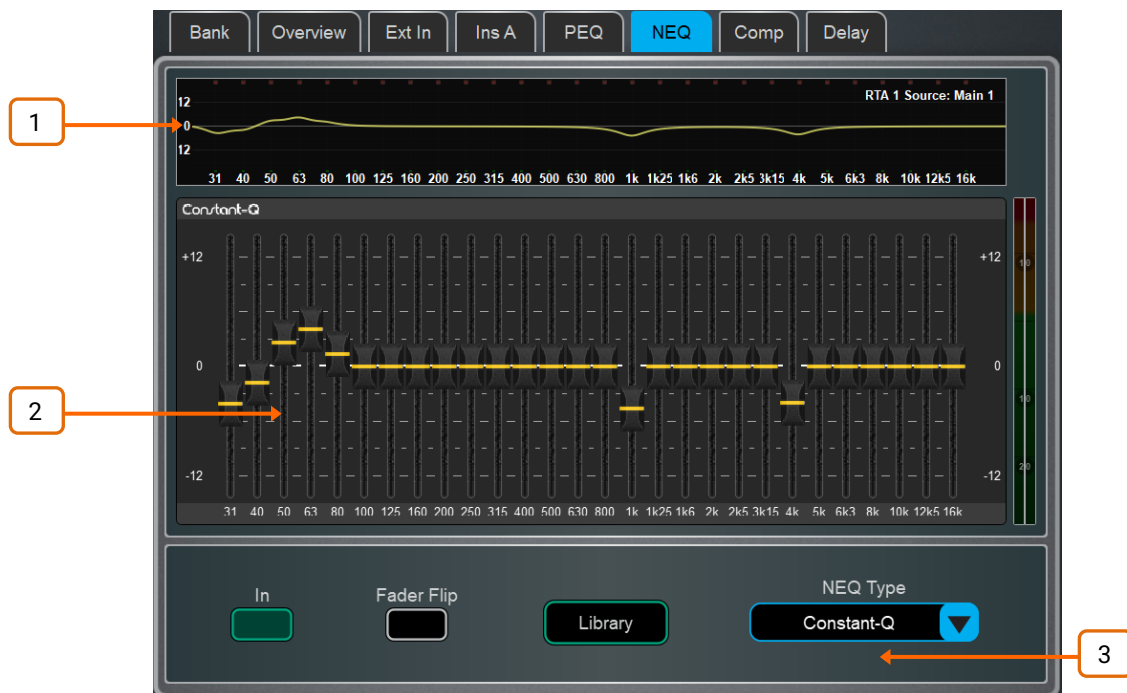 Bank Overview Ext In Ins A PEQ NEQ Comp Delay
RTA 1 Source: Main 1
12
1
0
12
31 40 50 63 80 100 125 160 200 250 315 400 500 630 800 1k 1k25 1k6 2k 2k5 3k15 4k 5k 6k3 8k 10k 12k5 16k
Constant-Q
+12 +12
10
0 0
10
2
20
-12 -12
31 40 50 63 80 100 125 160 200 250 315 400 500 630 800 1k 1k25 1k6 2k 2k5 3k15 4k 5k 6k3 8k 10k 12k5 16k
In Fader Flip NEQ Type
Library Constant-Q
3